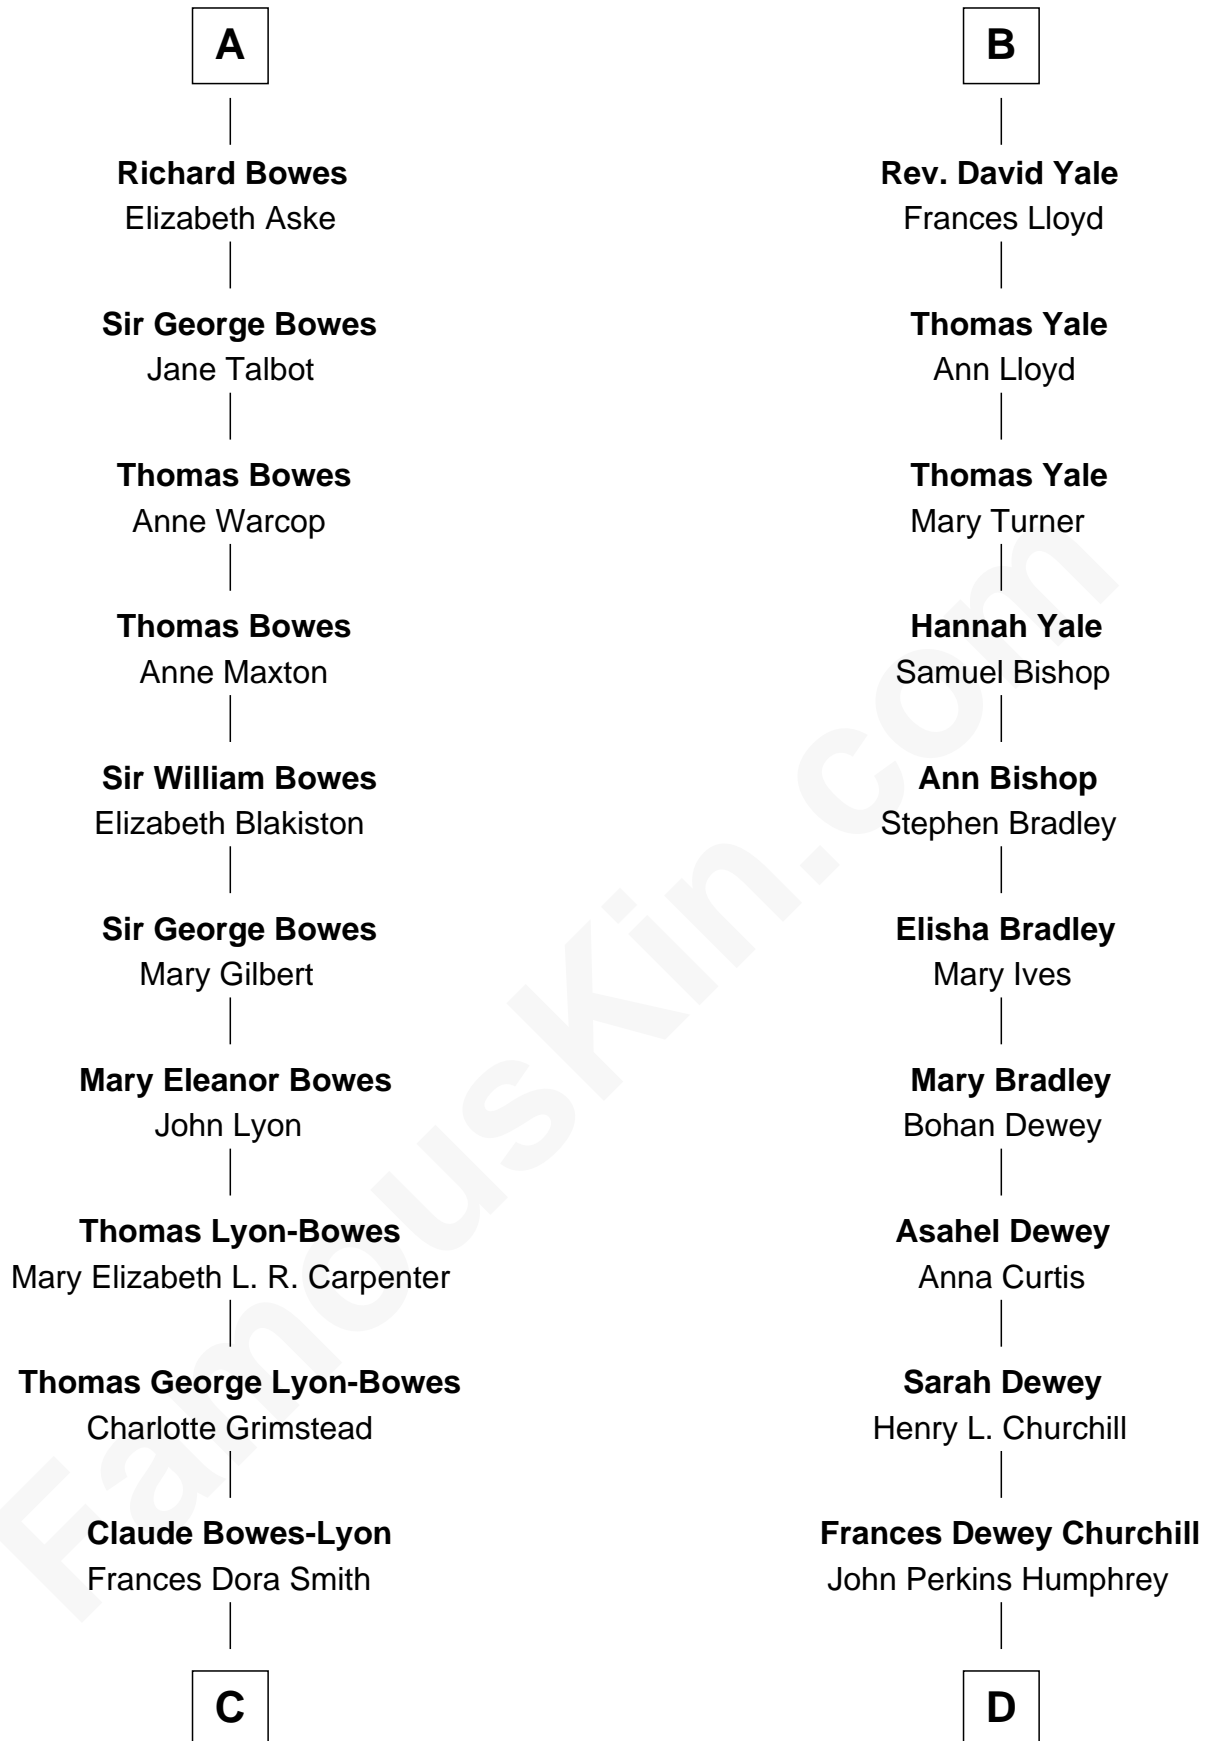 A
Richard Bowes
Elizabeth Aske
Sir George Bowes
Jane Talbot
Thomas Bowes
Anne Warcop
Thomas Bowes
Anne Maxton
Sir William Bowes
Elizabeth Blakiston
Sir George Bowes
Mary Gilbert
Mary Eleanor Bowes
John Lyon
Thomas Lyon-Bowes
Mary Elizabeth L. R. Carpenter
Thomas George Lyon-Bowes
Charlotte Grimstead
Claude Bowes-Lyon
Frances Dora Smith
C
B
Rev. David Yale
Frances Lloyd
Thomas Yale
Ann Lloyd
Thomas Yale
Mary Turner
Hannah Yale
Samuel Bishop
Ann Bishop
Stephen Bradley
Elisha Bradley
Mary Ives
Mary Bradley
Bohan Dewey
Asahel Dewey
Anna Curtis
Sarah Dewey
Henry L. Churchill
Frances Dewey Churchill
John Perkins Humphrey
D
FamousKin.com